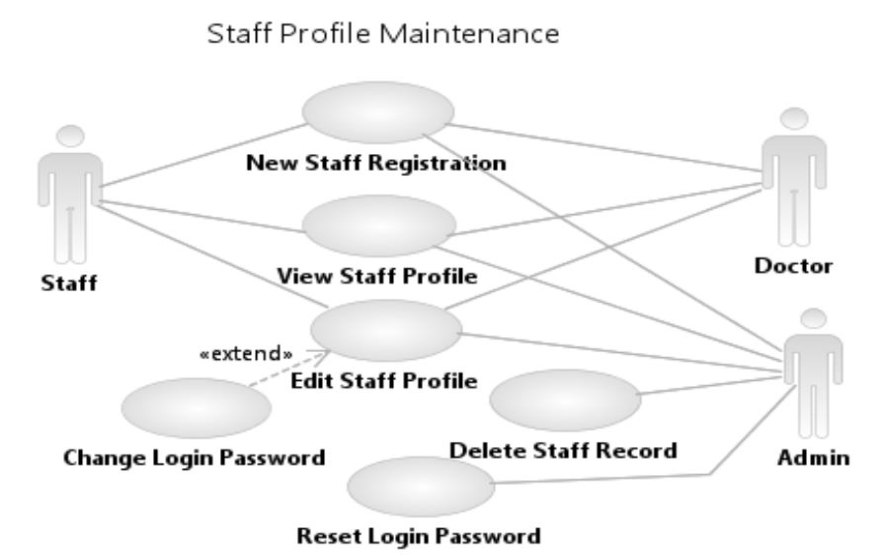 Staff Profile Maintenance
New Staff Registration
View Staff Profile
Staff
Doctor
«extend»
Edit Staff Profile
Change Login Password
Delete Staff Record
Admin
Reset Login Password